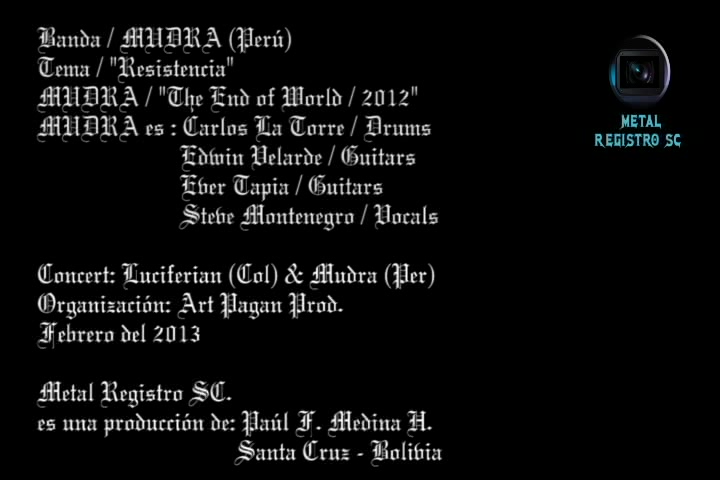 Banda / MUDRA (Perú)
Tema / "Resistencia"
MUDRA / "The End of World / 2012"
MUDRA es : Carlos La Torre / Drums
Edwin Velarde / Guitars
Ever Tapia / Guitars
Steve Montenegro / Vocals
Concert: Luciferian (Col) & Mudra (Per)
Organización: Art Pagan Prod.
Febrero del 2013
Metal Registro SC.
es una producción de: Paúl F. Medina H.
Santa Cruz - Bolivia
METAL
REGISTRO SC